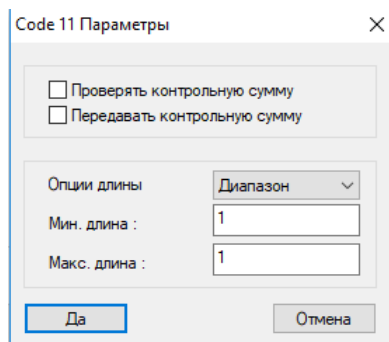 Code 11 Параметры
Проверять контрольную сумму
Передавать контрольную сумму
Опции длины Диапазон
Мин. длина : 1
Макс. длина : 1
Да Отмена